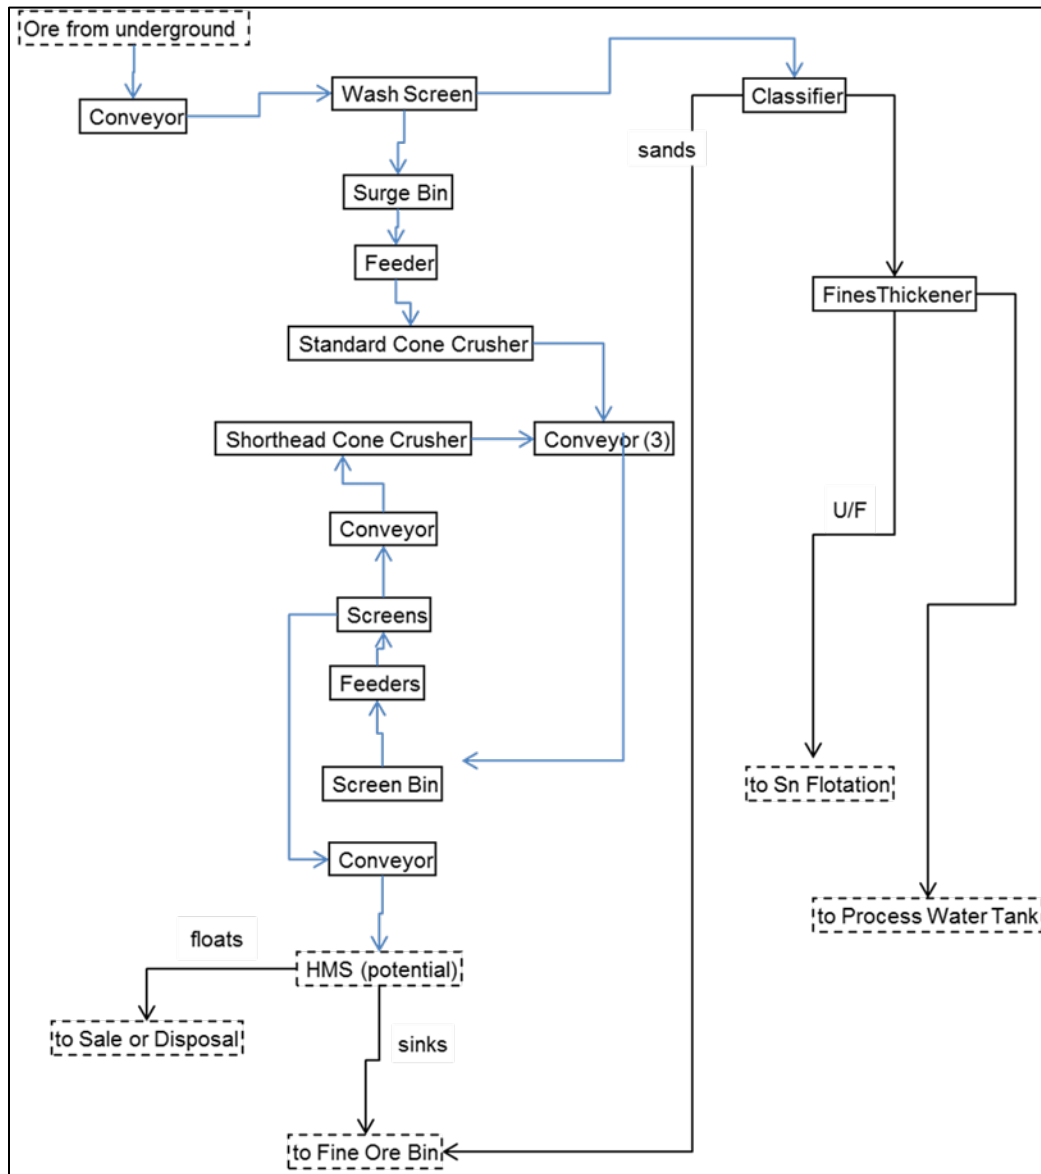 Ore from underground
Wash Screen
Classifier
Conveyor
sands
Surge Bin
Feeder
FinesThickener
Standard Cone Crusher
Shorthead Cone Crusher
Conveyor (3)
Conveyor
U/F
Screens
Feeders
Screen Bin
to Sn Flotation
Conveyor
to Process Water Tank
floats
HMS (potential)
to Sale or Disposal
sinks
to Fine Ore Bin